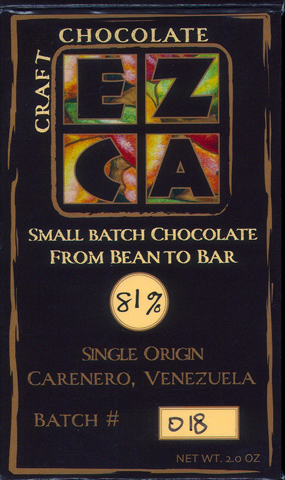 CRAFT CHOCOLATE
EZ
CA
SMALL BATCH CHOCOLATE
FROM BEAN TO BAR
81%
SINGLE ORIGIN
CARENERO, VENEZUELA
BATCH # 018
NET WT. 2.0 OZ